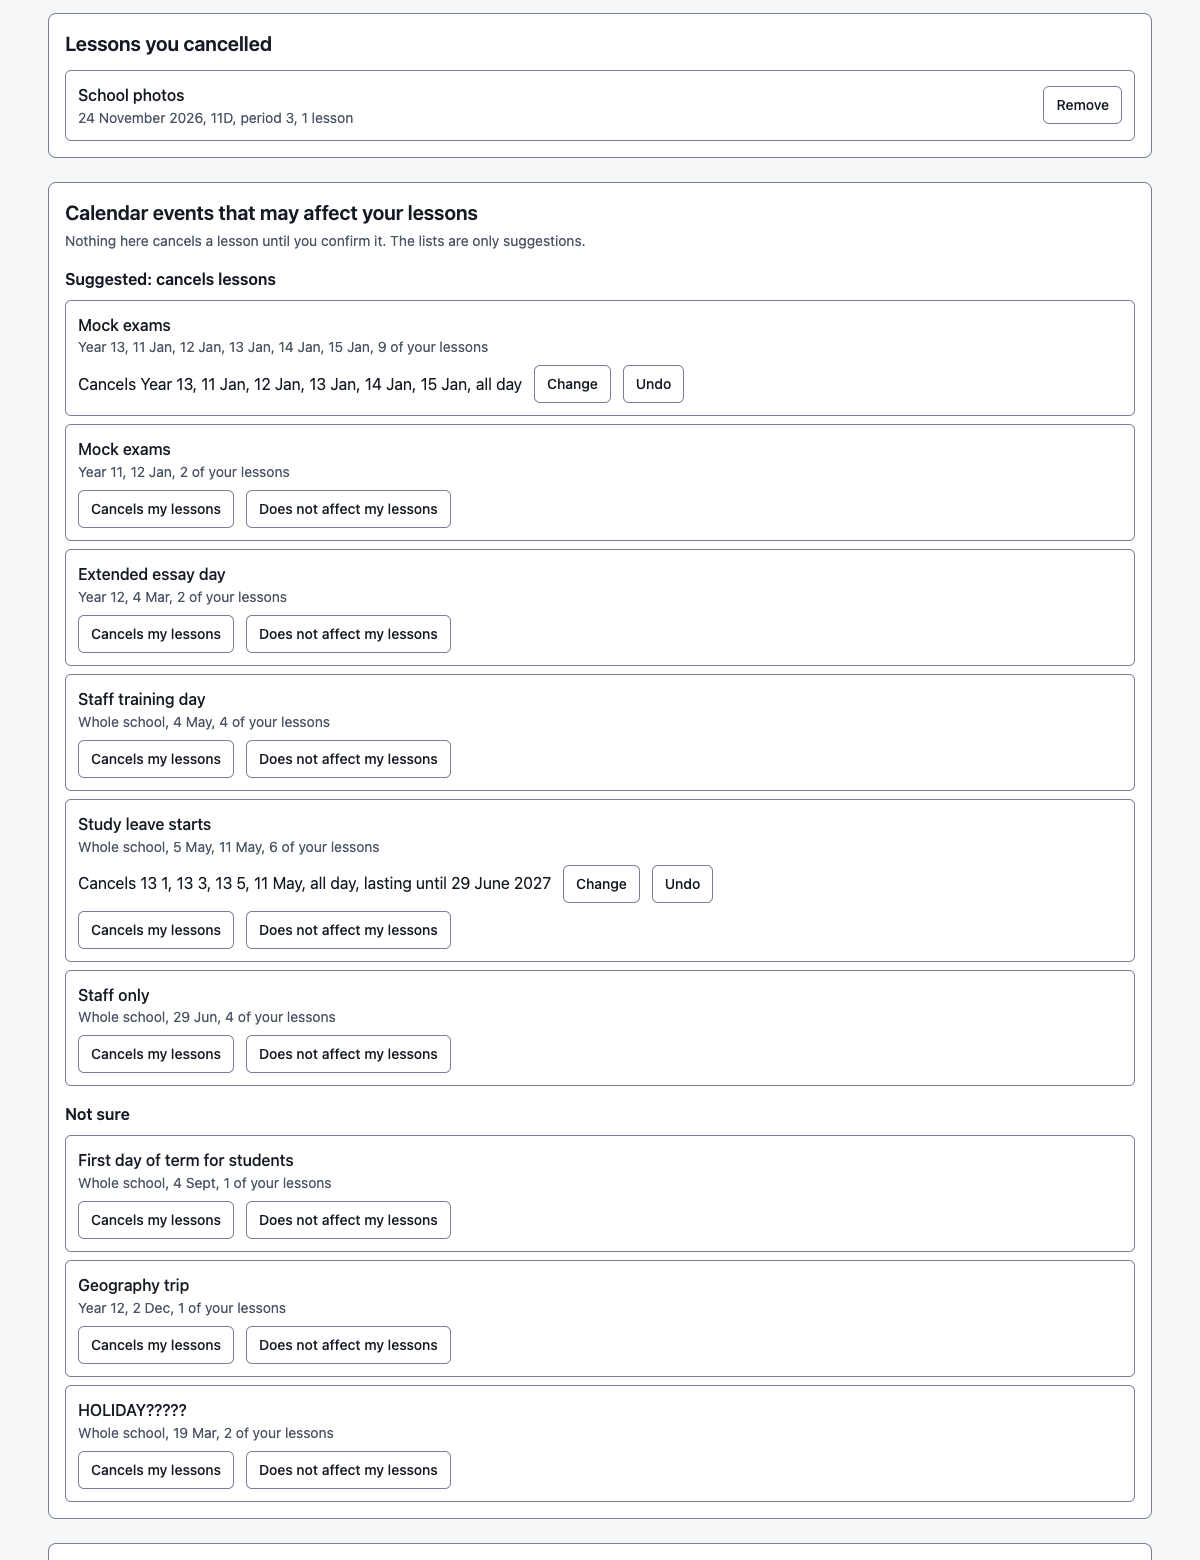 Lessons you cancelled
School photos
24 November 2026, 11D, period 3, 1 lesson
Remove
Calendar events that may affect your lessons
Nothing here cancels a lesson until you confirm it. The lists are only suggestions.
Suggested: cancels lessons
Mock exams
Year 13, 11 Jan, 12 Jan, 13 Jan, 14 Jan, 15 Jan, 9 of your lessons
Cancels Year 13, 11 Jan, 12 Jan, 13 Jan, 14 Jan, 15 Jan, all day Change Undo
Mock exams
Year 11, 12 Jan, 2 of your lessons
Cancels my lessons Does not affect my lessons
Extended essay day
Year 12, 4 Mar, 2 of your lessons
Cancels my lessons Does not affect my lessons
Staff training day
Whole school, 4 May, 4 of your lessons
Cancels my lessons Does not affect my lessons
Study leave starts
Whole school, 5 May, 11 May, 6 of your lessons
Cancels 13 1, 13 3, 13 5, 11 May, all day, lasting until 29 June 2027 Change Undo
Cancels my lessons Does not affect my lessons
Staff only
Whole school, 29 Jun, 4 of your lessons
Cancels my lessons Does not affect my lessons
Not sure
First day of term for students
Whole school, 4 Sept, 1 of your lessons
Cancels my lessons Does not affect my lessons
Geography trip
Year 12, 2 Dec, 1 of your lessons
Cancels my lessons Does not affect my lessons
HOLIDAY?????
Whole school, 19 Mar, 2 of your lessons
Cancels my lessons Does not affect my lessons